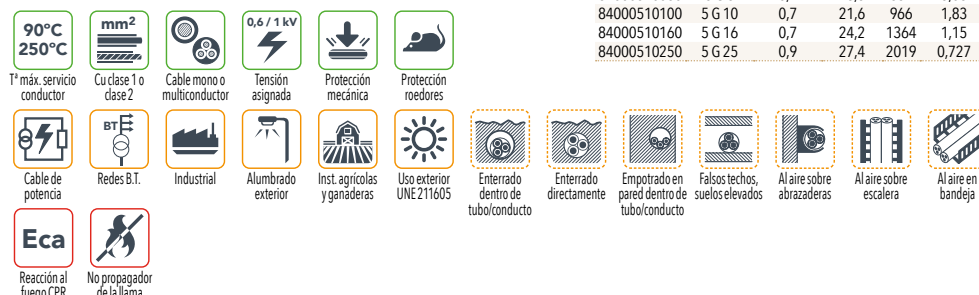 84000510100 5 G 10 0,7 21,6 966 1,83
84000510160 5 G 16 0,7 24,2 1364 1,15
84000510250 5 G 25 0,9 27,4 2019 0,727
90°C
250°C
mm²
0,6 / 1 kV
Tª máx. servicio
conductor
Cu clase 1 o
clase 2
Cable mono o
multiconductor
Tensión
asignada
Protección
mecánica
Protección
roedores
BT
Cable de
potencia
Redes B.T.
Industrial
Alumbrado
exterior
Inst. agrícolas
y ganaderas
Uso exterior
UNE 211605
Enterrado
dentro de
tubo/conducto
Enterrado
directamente
Empotrado en
pared dentro de
tubo/conducto
Falsos techos,
suelos elevados
Al aire sobre
abrazaderas
Al aire sobre
escalera
Al aire en
bandeja
Eca
Reacción al
fuego CPR
No propagador
de la llama